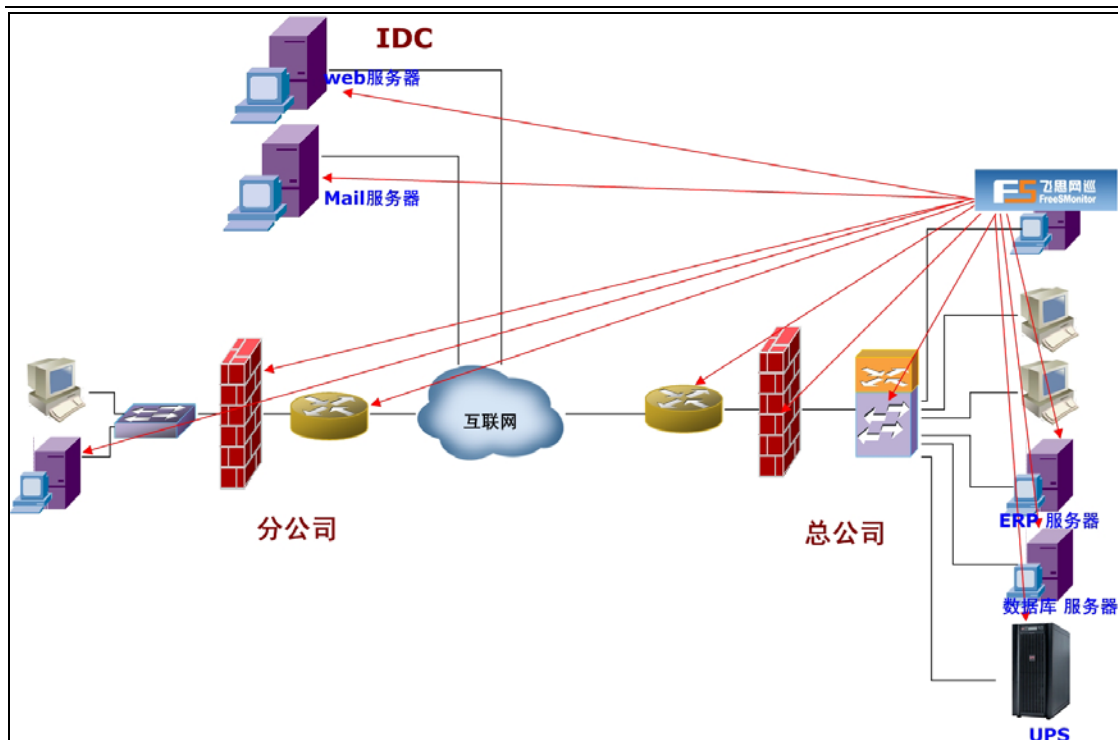 IDC
web服务器
Mail服务器
FS 飞思网巡
FreeSMonitor
互联网
分公司
总公司
ERP 服务器
数据库 服务器
UPS